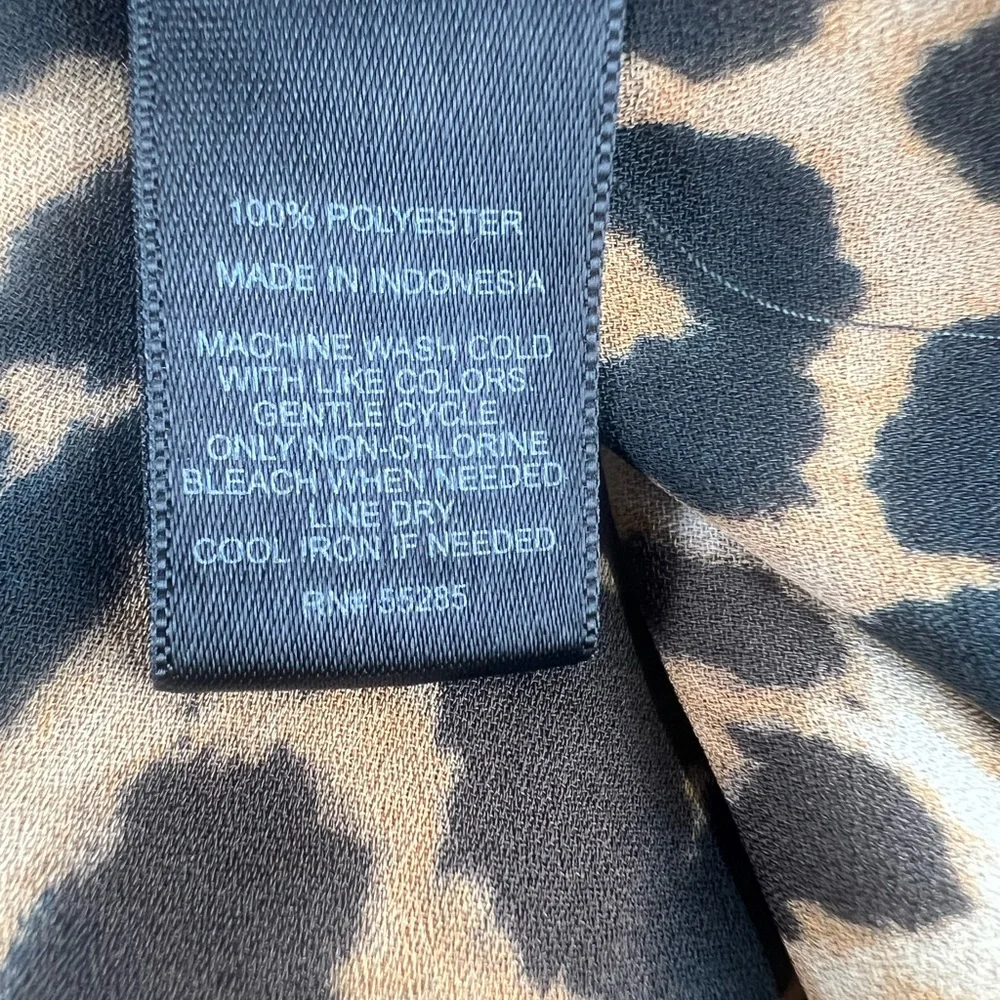 100% POLYESTER
MADE IN INDONESIA
MACHINE WASH COLD
WITH LIKE COLORS
GENTLE CYCLE
ONLY NON-CHLORINE
BLEACH WHEN NEEDED
LINE DRY
COOL IRON IF NEEDED
RN# 55285